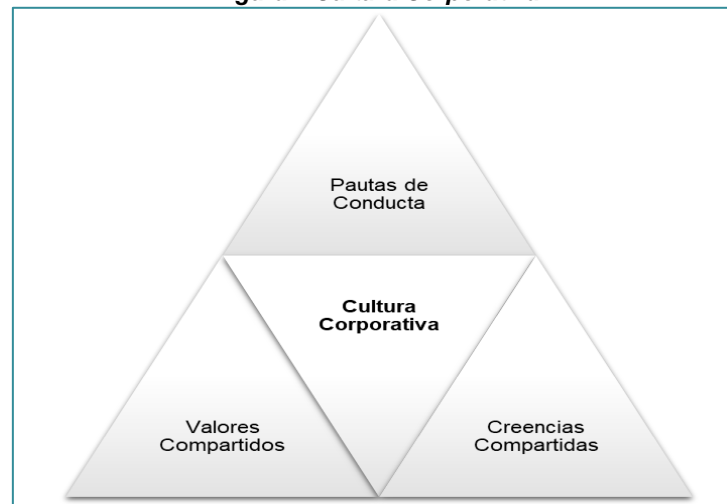 Pautas de
Conducta
Cultura
Corporativa
Valores
Compartidos
Creencias
Compartidas